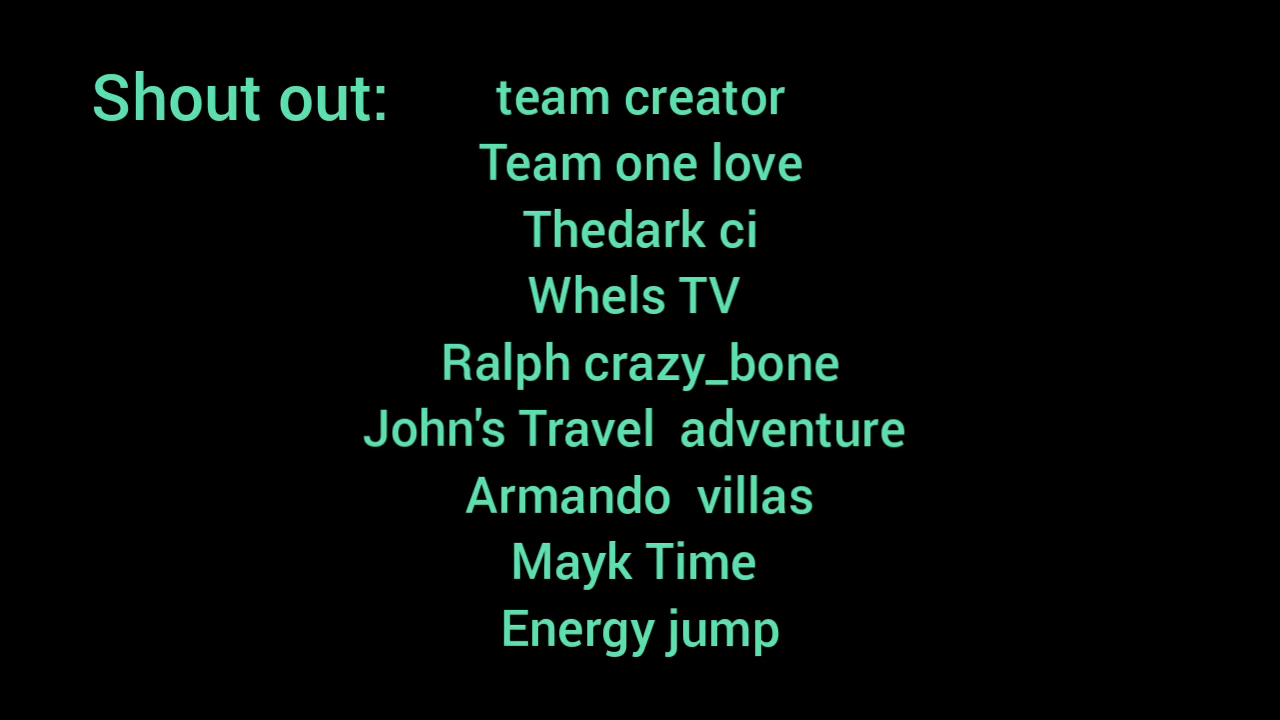 Shout out:
team creator
Team one love
Thedark ci
Whels TV
Ralph crazy_bone
John's Travel  adventure
Armando  villas
Mayk Time
Energy jump